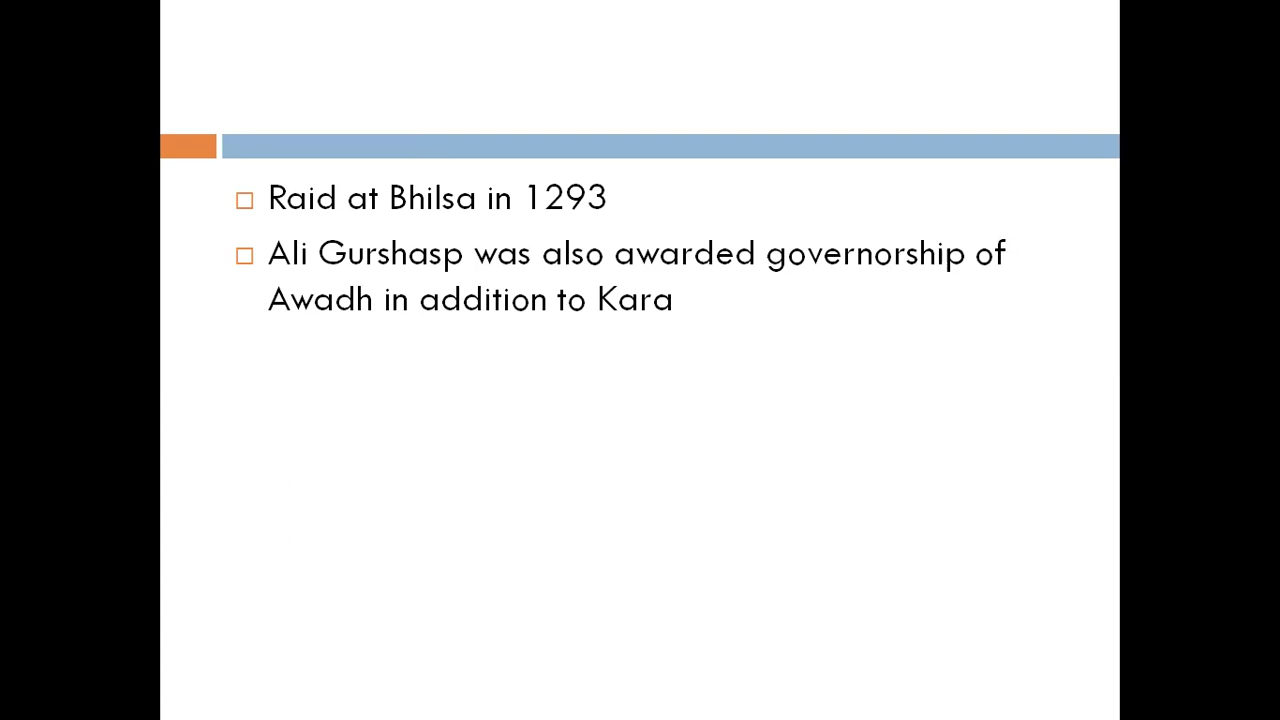 Raid at Bhilsa in 1293
Ali Gurshasp was also awarded governorship of
Awadh in addition to Kara